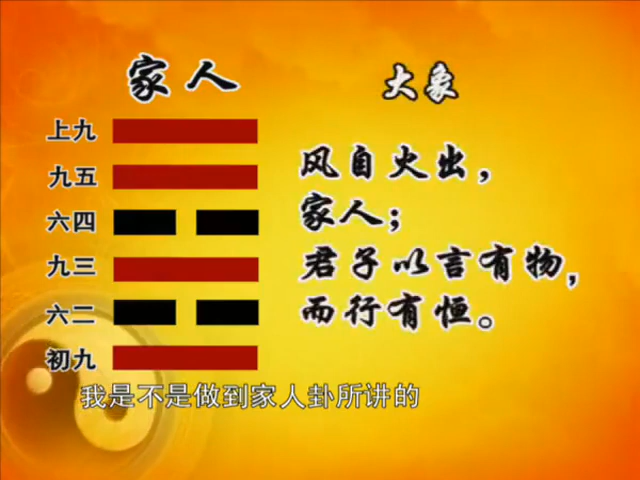 家人
大象
上九
九五
六四
九三
六二
初九
风自火出，
家人；
君子以言有物，
而行有恒。
我是不是做到家人卦所讲的